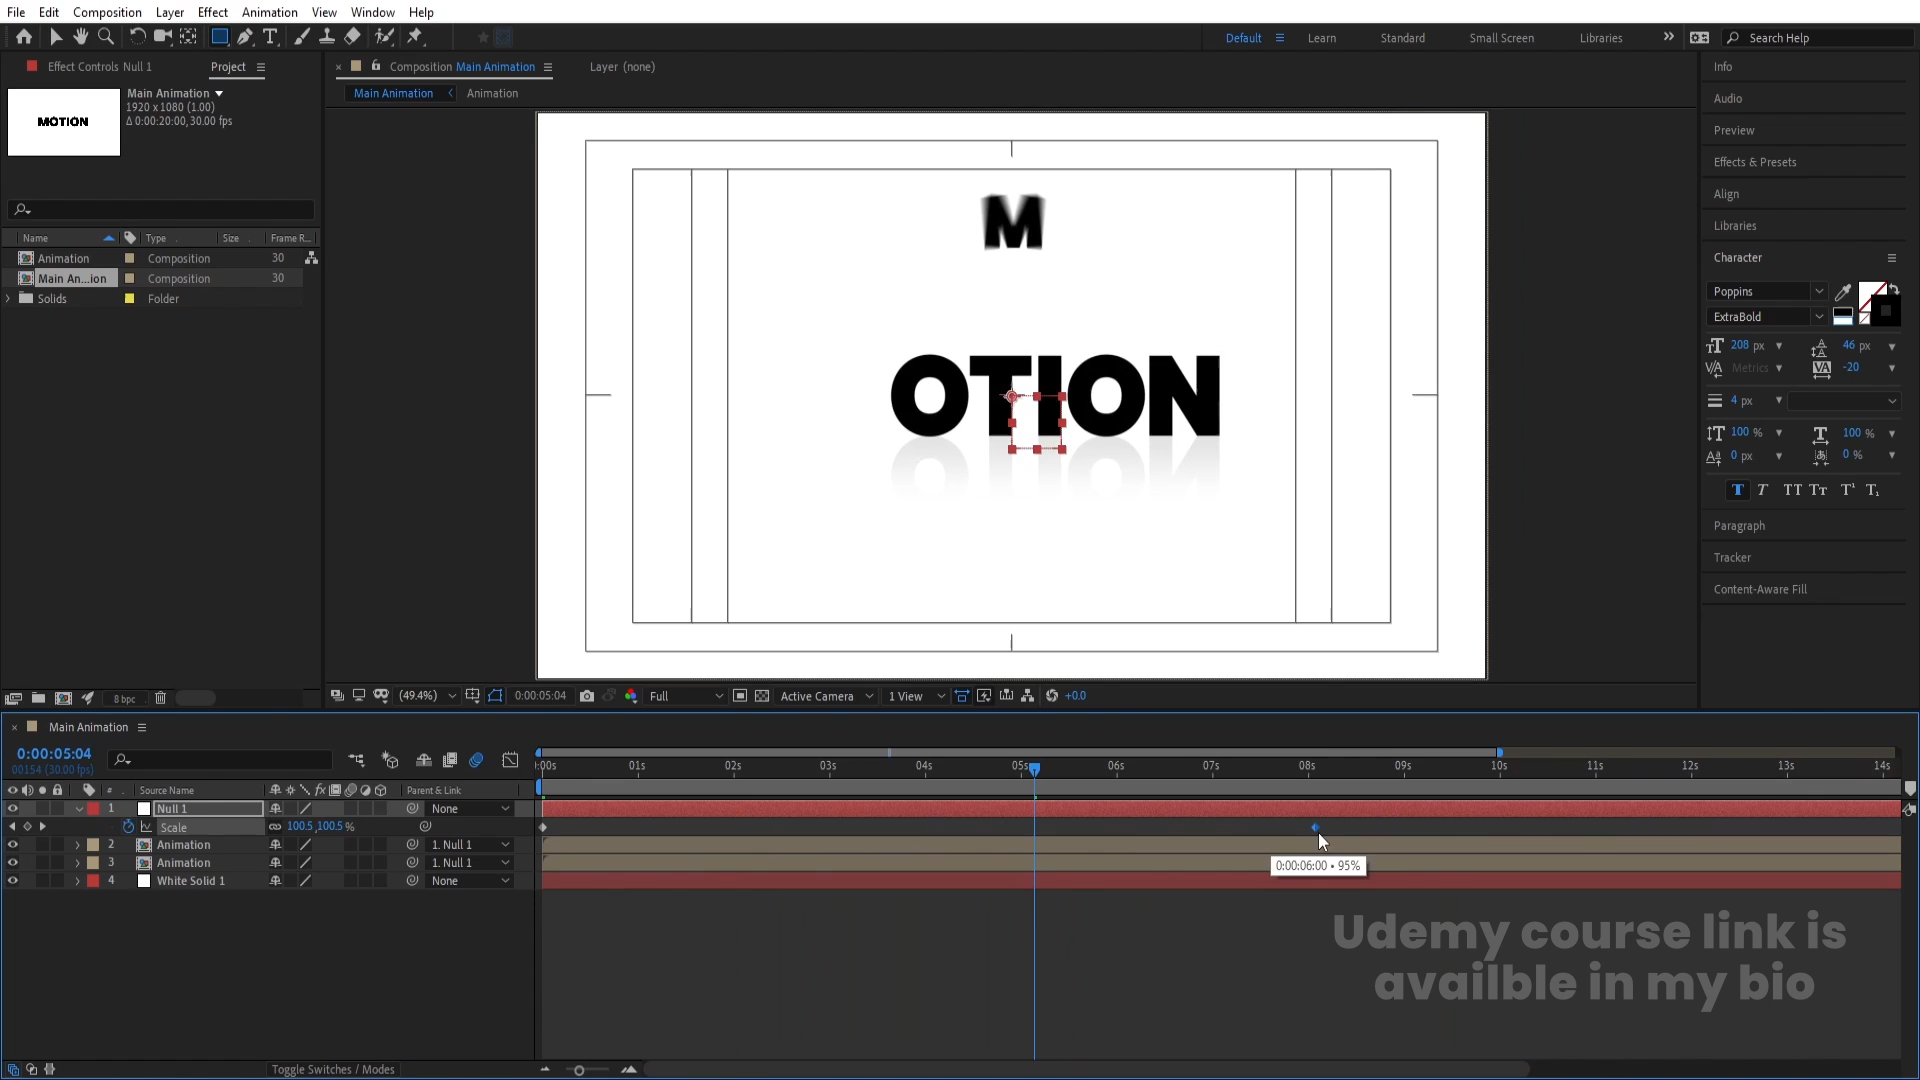 File Edit Composition Layer Effect Animation View Window Help
Default Learn Standard Small Screen Libraries Search Help
Effect Controls Null 1 Project
Composition Main Animation Layer (none)
Main Animation Animation
Main Animation
1920 x 1080 (1.00)
Δ 0:00:20:00, 30.00 fps
MOTION
Name Type Size Frame R...
Animation Composition 30
Main An...ion Composition 30
Solids Folder
M
OTION
Info
Audio
Preview
Effects & Presets
Align
Libraries
Character
Poppins
ExtraBold
208 px 46 px
Metrics -20
4 px
100 % 100 %
0 px 0 %
T T TT Tt T¹ T₁
Paragraph
Tracker
Content-Aware Fill
8 bpc
(49.4%) 0:00:05:04 Full Active Camera 1 View +0.0
Main Animation
0:00:05:04
00154 (30.00 fps)
:00s 01s 02s 03s 04s 05s 06s 07s 08s 09s 10s 11s 12s 13s 14s
# Source Name Parent & Link
1 Null 1 None
Scale 100.5, 100.5 %
2 Animation 1. Null 1
3 Animation 1. Null 1
4 White Solid 1 None
0:00:06:00 • 95%
Udemy course link is
availble in my bio
Toggle Switches / Modes